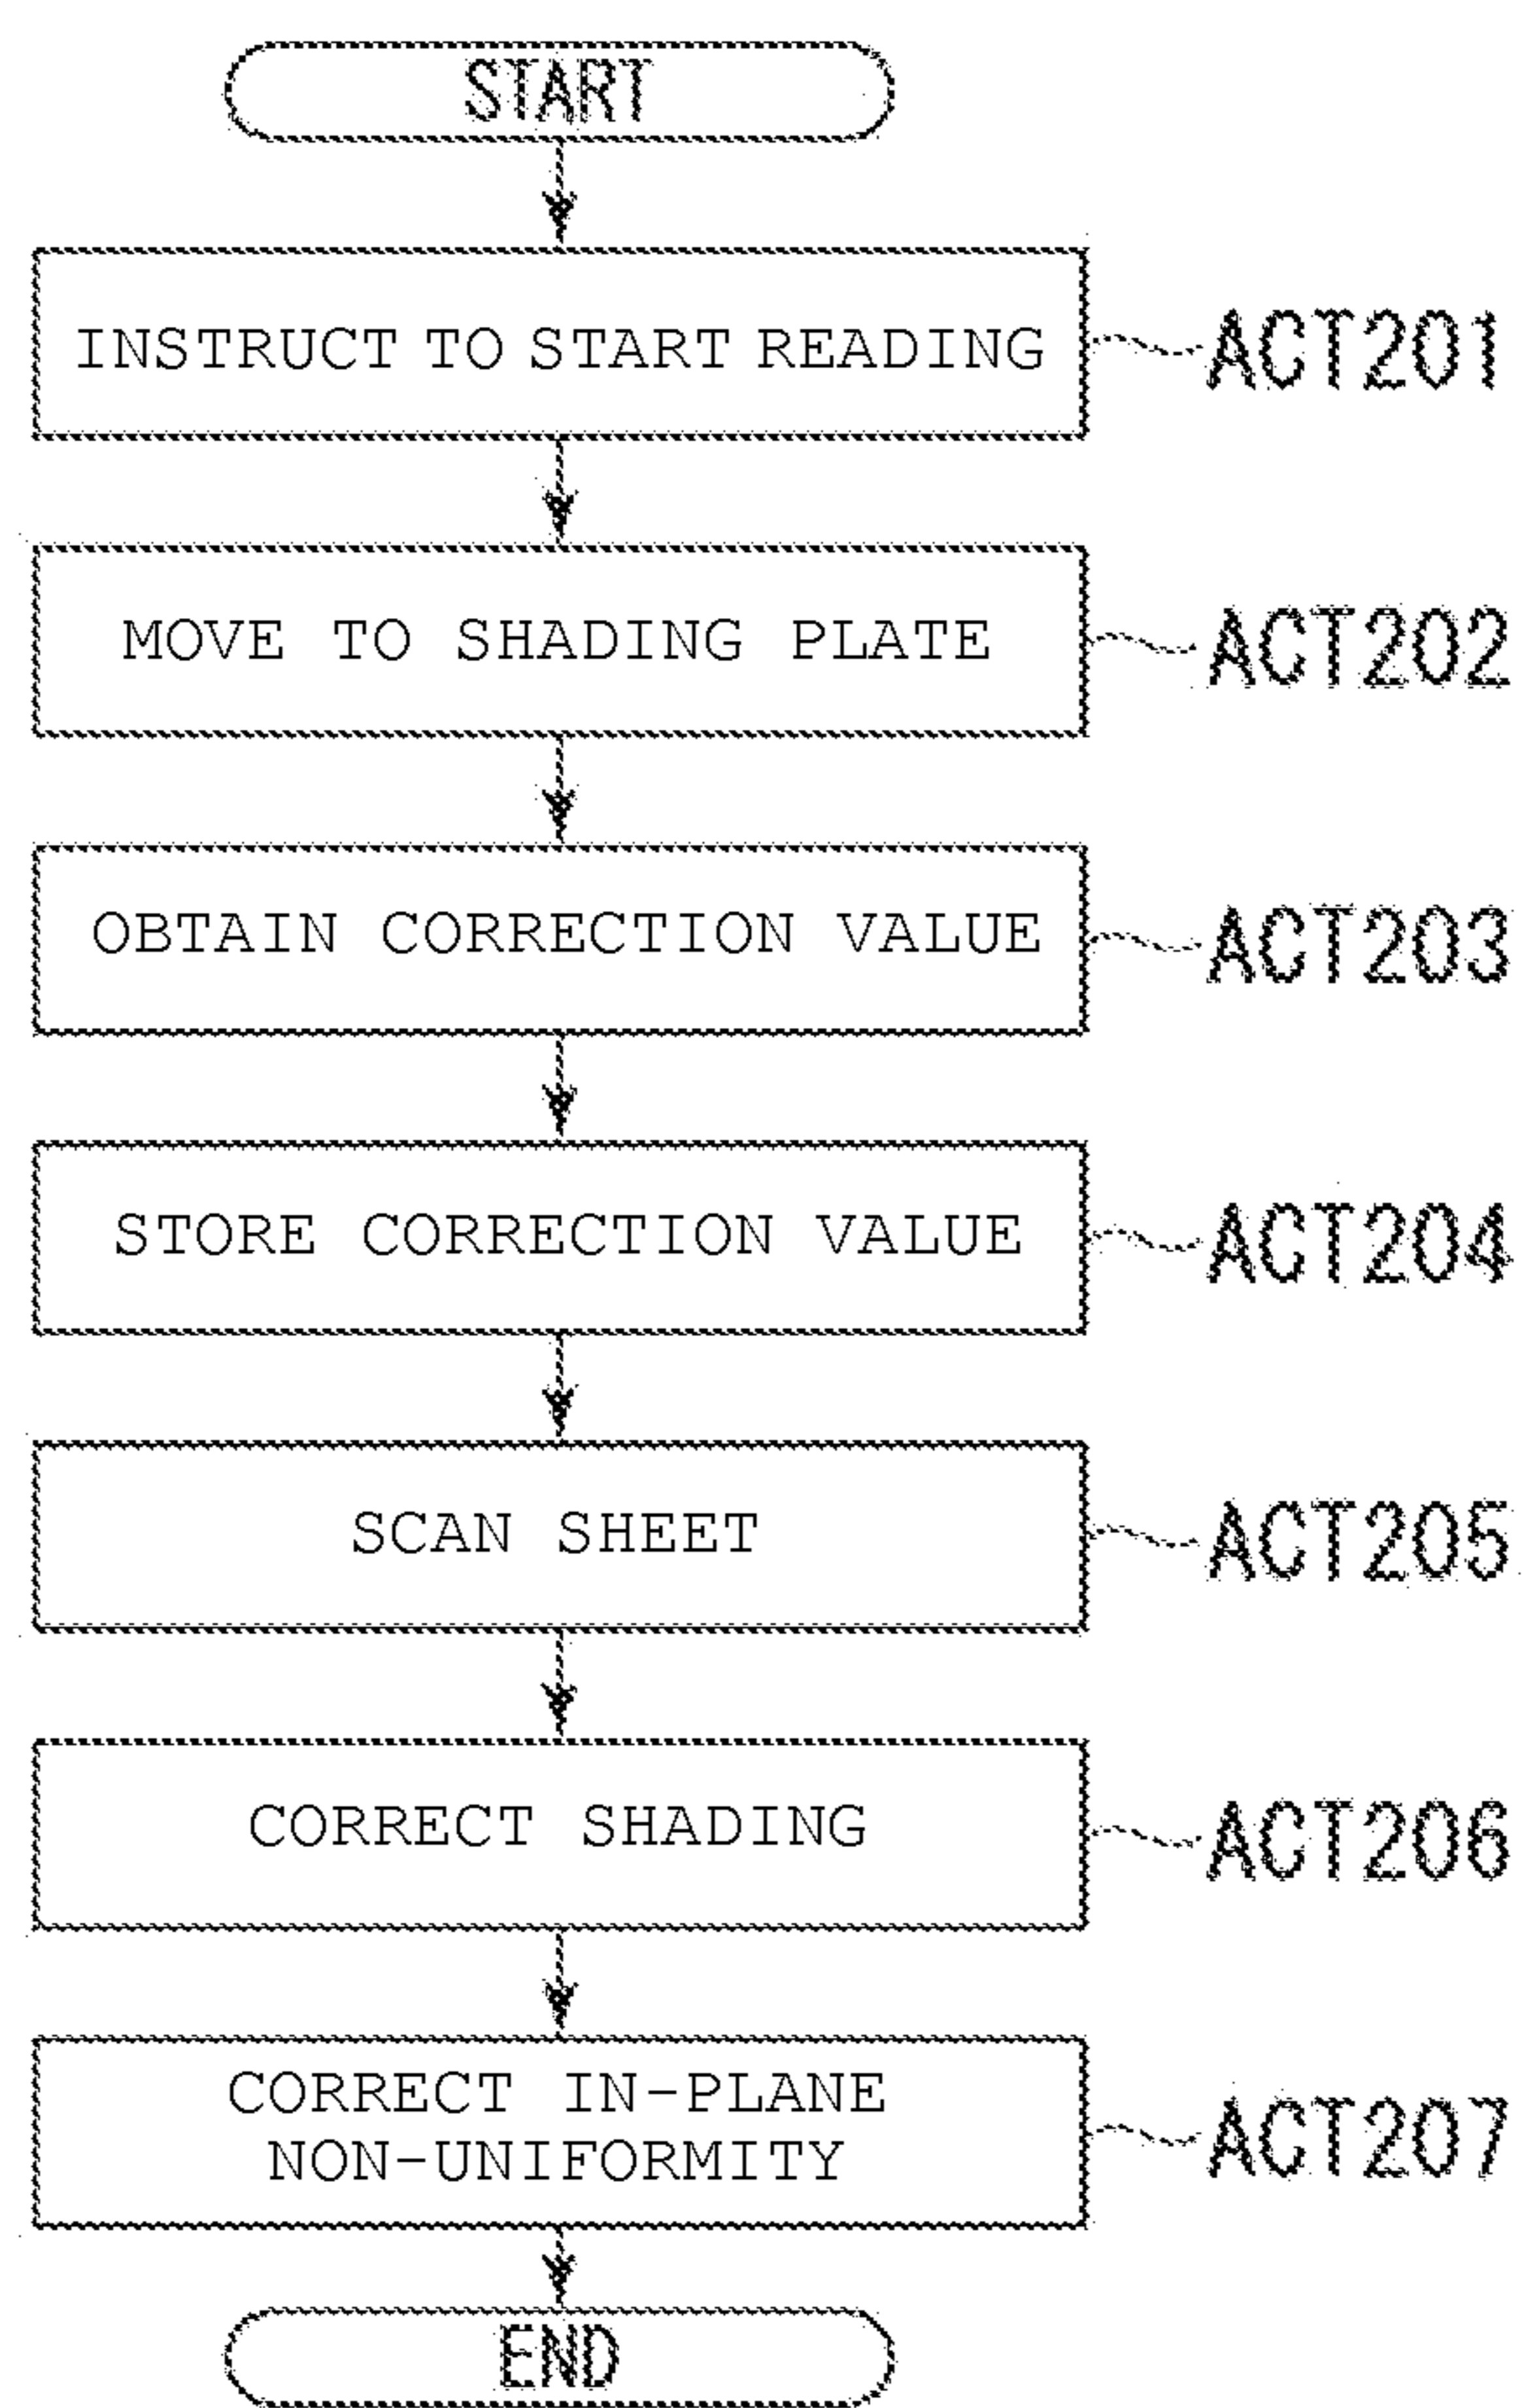 START
INSTRUCT TO START READING
ACT201
MOVE TO SHADING PLATE
ACT202
OBTAIN CORRECTION VALUE
ACT203
STORE CORRECTION VALUE
ACT204
SCAN SHEET
ACT205
CORRECT SHADING
ACT206
CORRECT IN-PLANE
NON-UNIFORMITY
ACT207
END